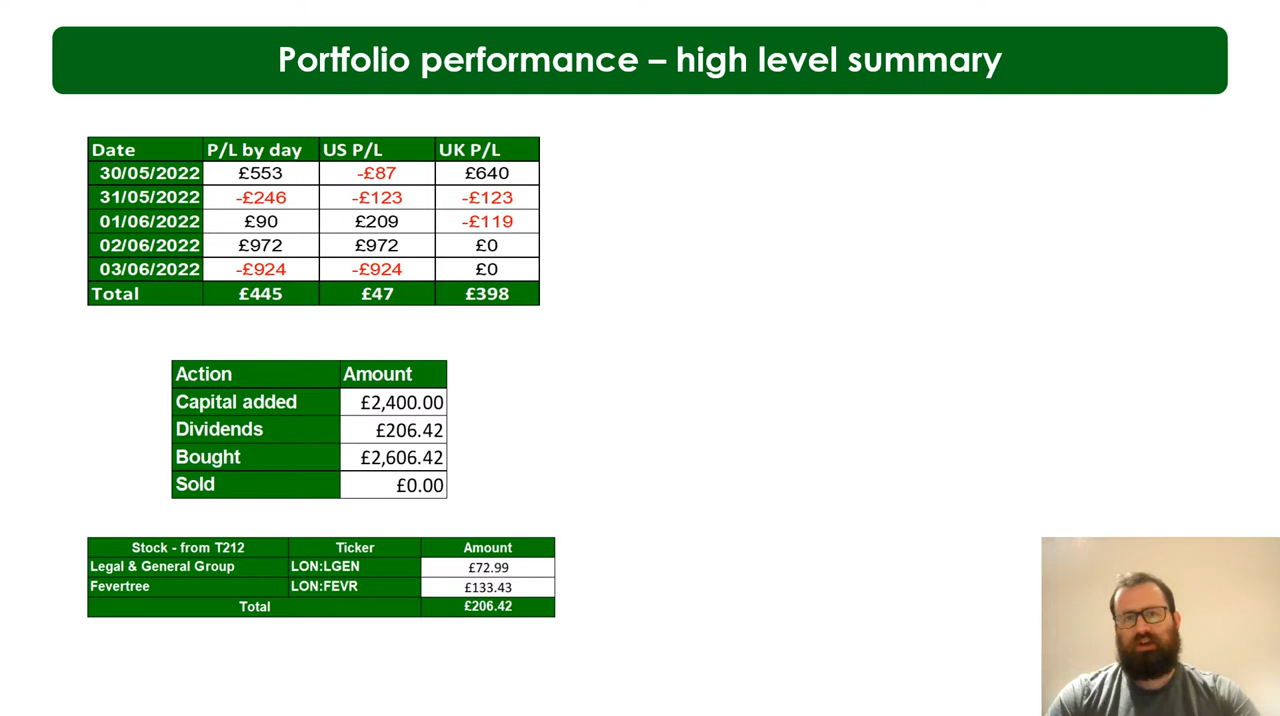 Portfolio performance – high level summary
Date P/L by day US P/L UK P/L
30/05/2022 £553 -£87 £640
31/05/2022 -£246 -£123 -£123
01/06/2022 £90 £209 -£119
02/06/2022 £972 £972 £0
03/06/2022 -£924 -£924 £0
Total £445 £47 £398
Action Amount
Capital added £2,400.00
Dividends £206.42
Bought £2,606.42
Sold £0.00
Stock - from T212 Ticker Amount
Legal & General Group LON:LGEN £72.99
Fevertree LON:FEVR £133.43
Total £206.42